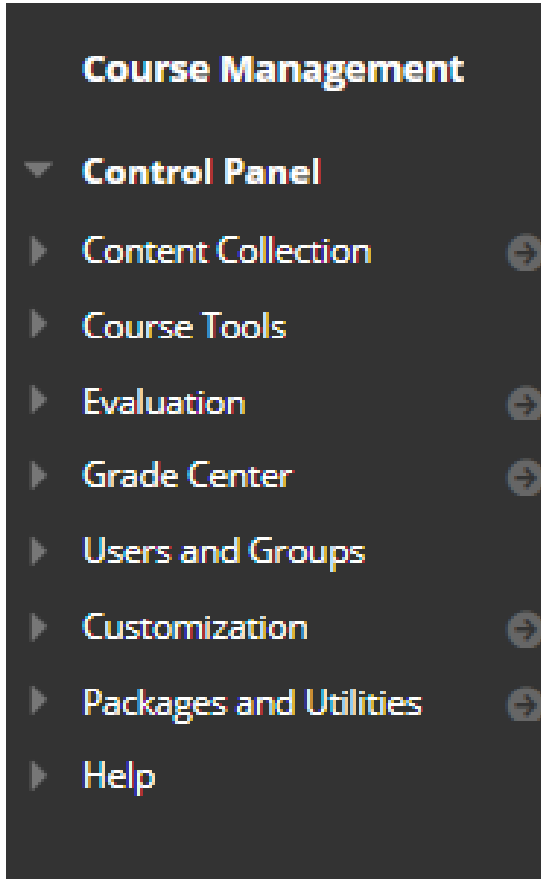 Course Management
Control Panel
Content Collection
Course Tools
Evaluation
Grade Center
Users and Groups
Customization
Packages and Utilities
Help